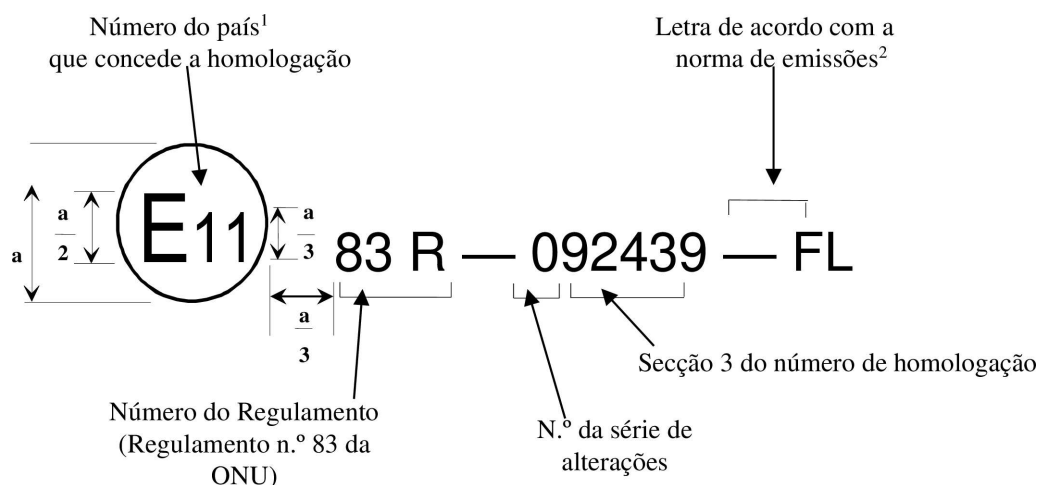 Número do país¹
que concede a homologação
Letra de acordo com a
norma de emissões²
a
a
2
E11
a
3
83 R — 092439 — FL
a
3
Secção 3 do número de homologação
Número do Regulamento
(Regulamento n.º 83 da
ONU)
N.º da série de
alterações